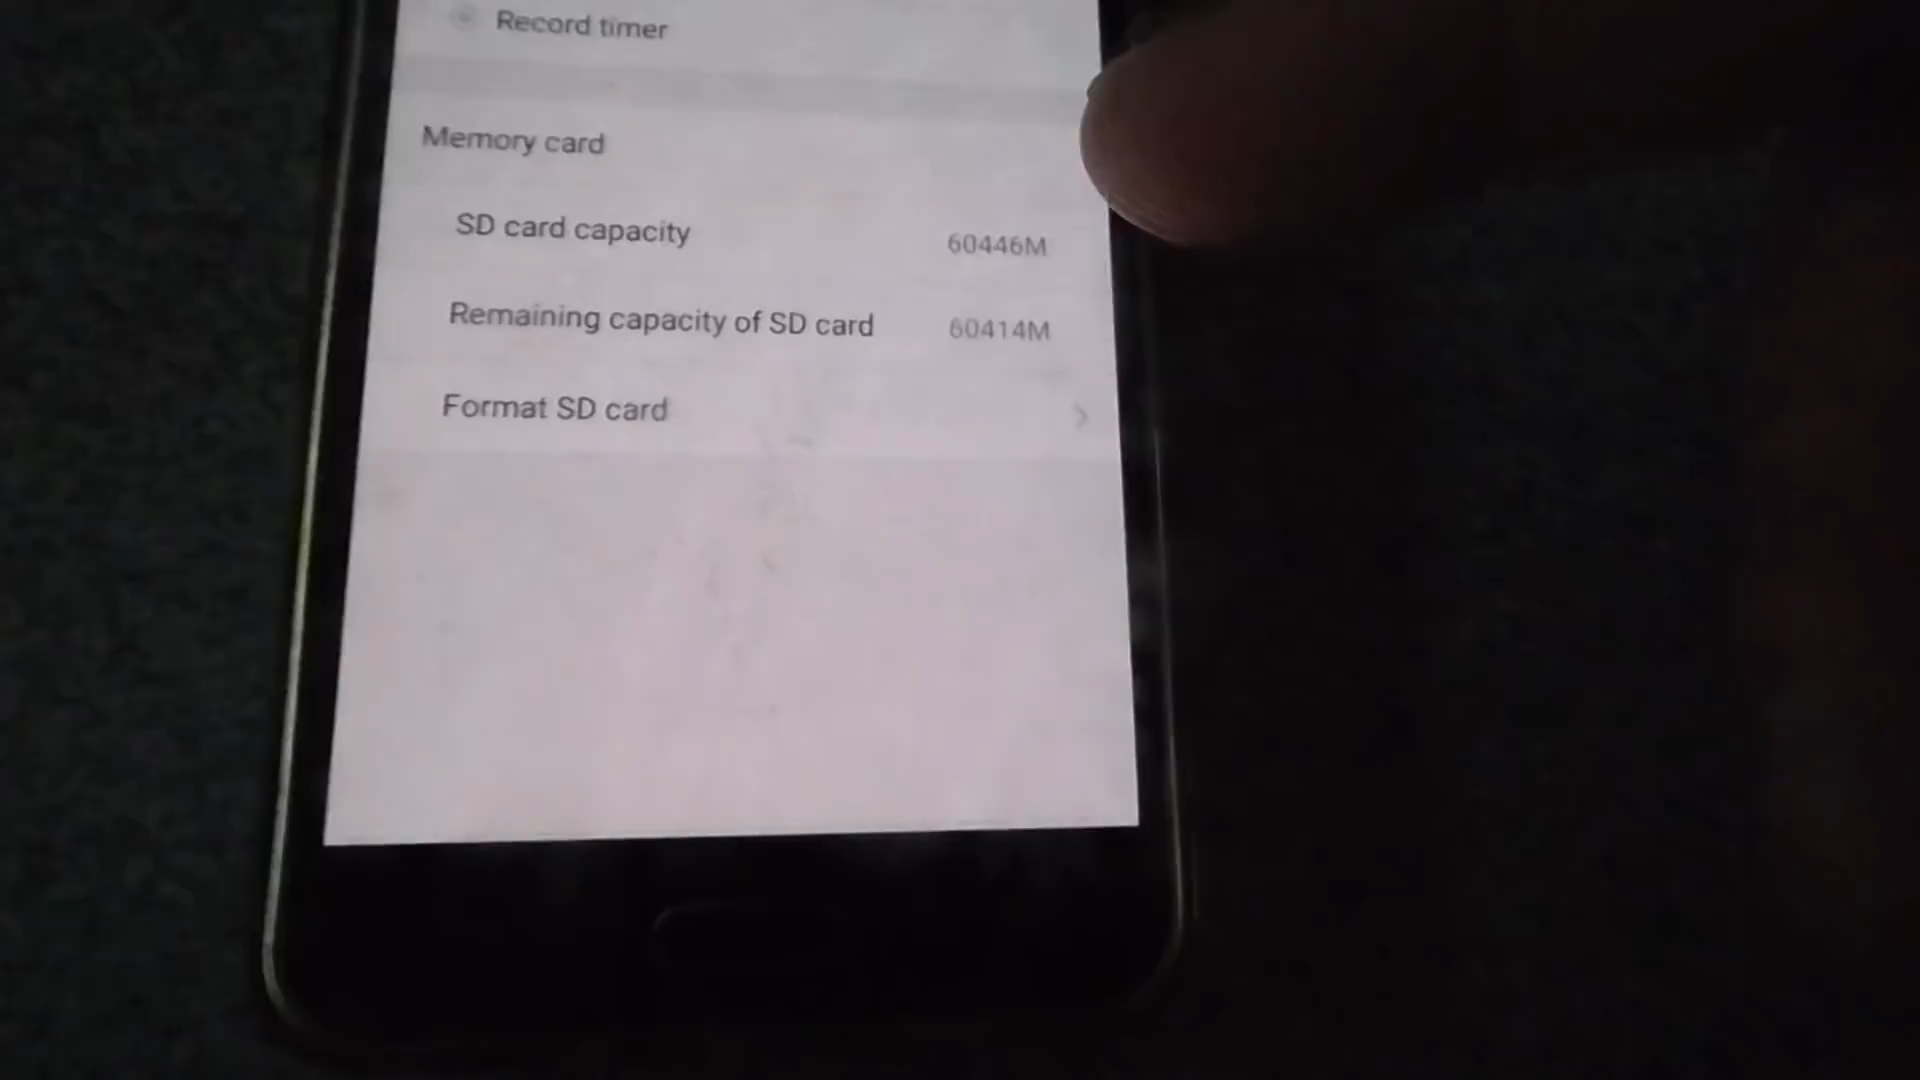 Record timer
Memory card
SD card capacity 60446M
Remaining capacity of SD card 60414M
Format SD card